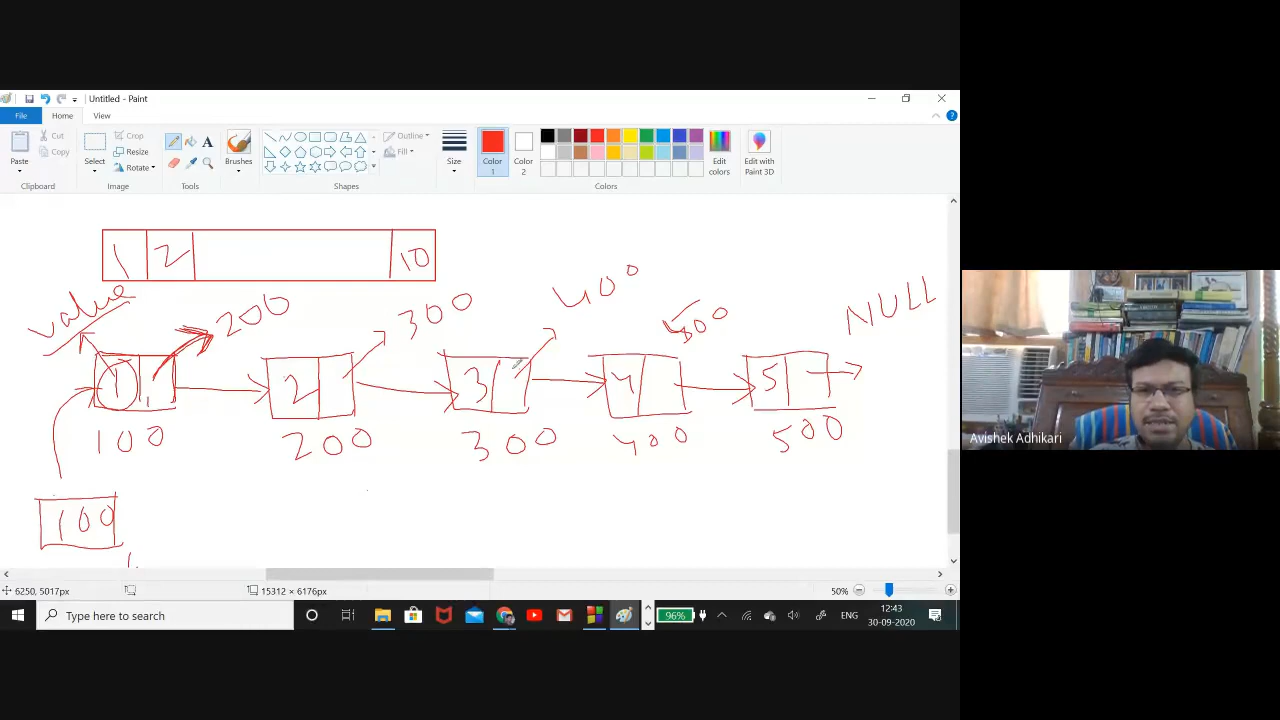 Untitled - Paint
File Home View
Paste Cut Copy Select Crop Resize Rotate Brushes Outline Fill Size Color 1 Color 2 Edit colors Edit with Paint 3D
Clipboard Image Tools Shapes Colors
1 2 10
value 200 300 400 500 NULL
1 2 3 4 5
100 200 300 400 500
Avishek Adhikari
100
6250, 5017px 15312 × 6176px 50%
Type here to search 96% ENG 12:43
30-09-2020